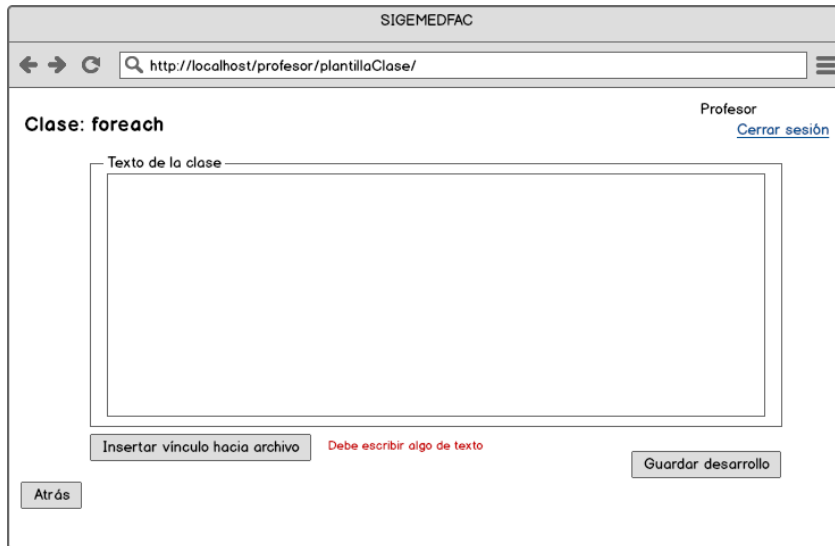 SIGEMEDFAC
http://localhost/profesor/plantillaClase/
Profesor
Clase: foreach
Cerrar sesión
Texto de la clase
Insertar vínculo hacia archivo
Debe escribir algo de texto
Guardar desarrollo
Atrás